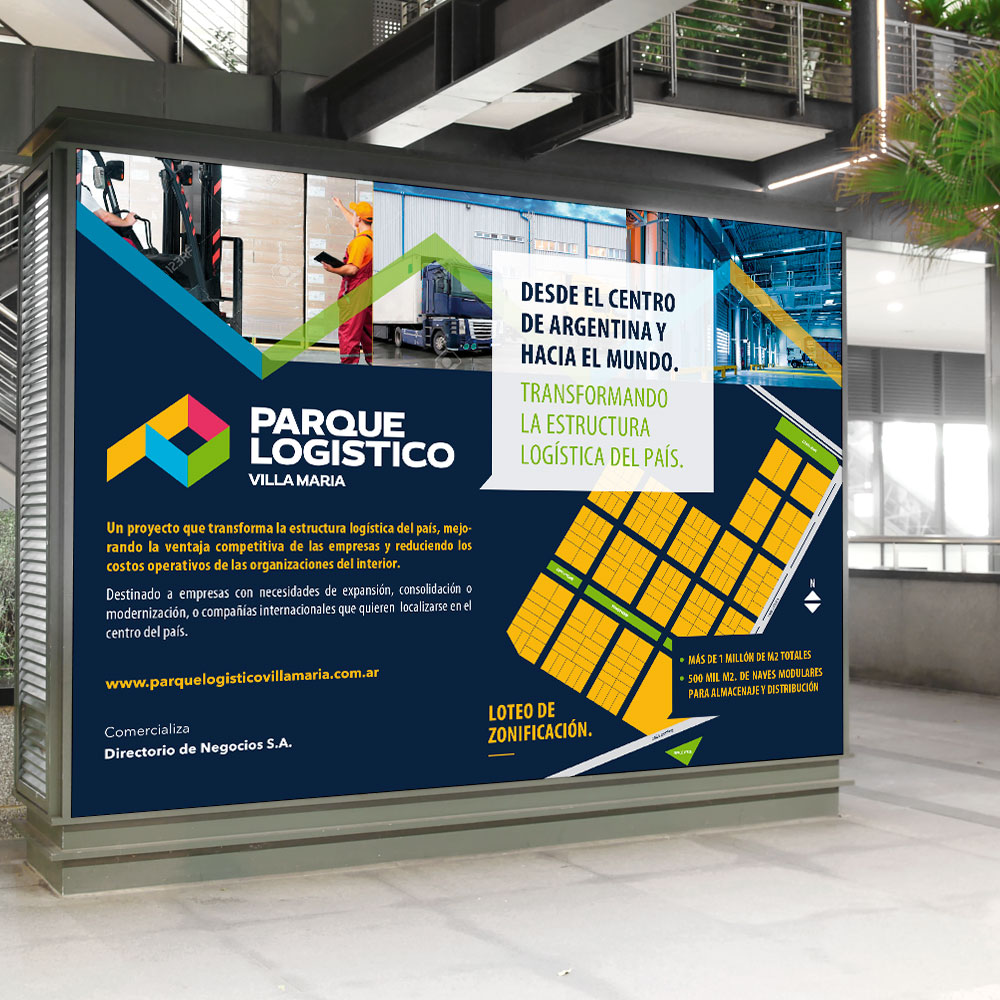 DESDE EL CENTRO
DE ARGENTINA Y
HACIA EL MUNDO.
TRANSFORMANDO
LA ESTRUCTURA
LOGÍSTICA DEL PAÍS.
PARQUE
LOGISTICO
VILLA MARIA
Un proyecto que transforma la estructura logística del país, mejo-
rando la ventaja competitiva de las empresas y reduciendo los
costos operativos de las organizaciones del interior.
Destinado a empresas con necesidades de expansión, consolidación o
modernización, o compañías internacionales que quieren localizarse en el
centro del país.
www.parquelogisticovillamaria.com.ar
Comercializa
Directorio de Negocios S.A.
N
MÁS DE 1 MILLÓN DE M2 TOTALES
500 MIL M2. DE NAVES MODULARES
PARA ALMACENAJE Y DISTRIBUCIÓN
LOTEO DE
ZONIFICACIÓN.